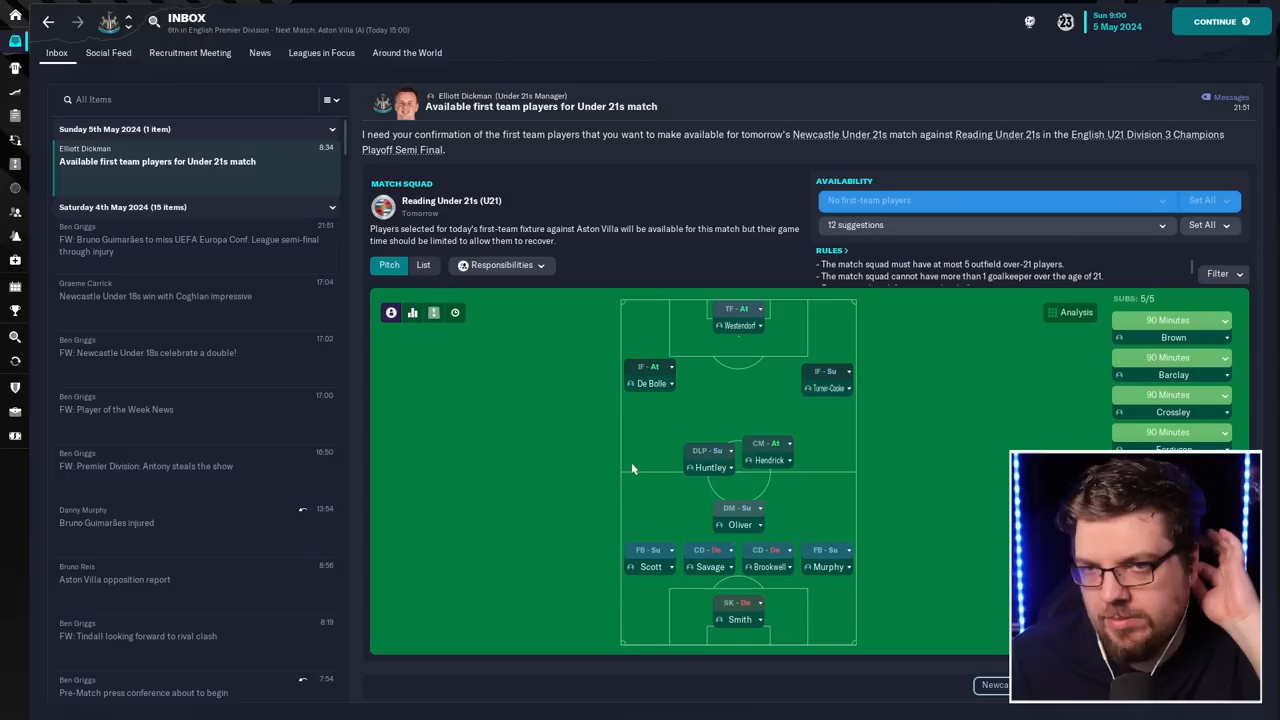 INBOX
6th in English Premier Division - Next Match: Aston Villa (A) (Today 15:00)
23
Sun 9:00
5 May 2024
CONTINUE
Inbox
Social Feed
Recruitment Meeting
News
Leagues in Focus
Around the World
All Items
Sunday 5th May 2024 (1 item)
Elliott Dickman
8:34
Available first team players for Under 21s match
Saturday 4th May 2024 (15 items)
Ben Griggs
21:51
FW: Bruno Guimarães to miss UEFA Europa Conf. League semi-final
through injury
Graeme Carrick
17:04
Newcastle Under 18s win with Coghlan impressive
Ben Griggs
17:02
FW: Newcastle Under 18s celebrate a double!
Ben Griggs
17:00
FW: Player of the Week News
Ben Griggs
16:50
FW: Premier Division: Antony steals the show
Danny Murphy
13:54
Bruno Guimarães injured
Bruno Reis
8:56
Aston Villa opposition report
Ben Griggs
8:19
FW: Tindall looking forward to rival clash
Ben Griggs
7:54
Pre-Match press conference about to begin
Elliott Dickman (Under 21s Manager)
Available first team players for Under 21s match
Messages
21:51
I need your confirmation of the first team players that you want to make available for tomorrow's Newcastle Under 21s match against Reading Under 21s in the English U21 Division 3 Champions
Playoff Semi Final.
MATCH SQUAD
Reading Under 21s (U21)
Tomorrow
Players selected for today's first-team fixture against Aston Villa will be available for this match but their game
time should be limited to allow them to recover.
AVAILABILITY
No first-team players
Set All
12 suggestions
Set All
RULES >
- The match squad must have at most 5 outfield over-21 players.
- The match squad cannot have more than 1 goalkeeper over the age of 21.
Pitch
List
Responsibilities
Filter
Analysis
SUBS: 5/5
90 Minutes
Brown
90 Minutes
Barclay
90 Minutes
Crossley
90 Minutes
TF - At
Westendorf
IF - At
De Bolle
IF - Su
Turner-Cooke
DLP - Su
Huntley
CM - At
Hendrick
DM - Su
Oliver
FB - Su
Scott
CD - De
Savage
CD - De
Brookwell
FB - Su
Murphy
SK - De
Smith